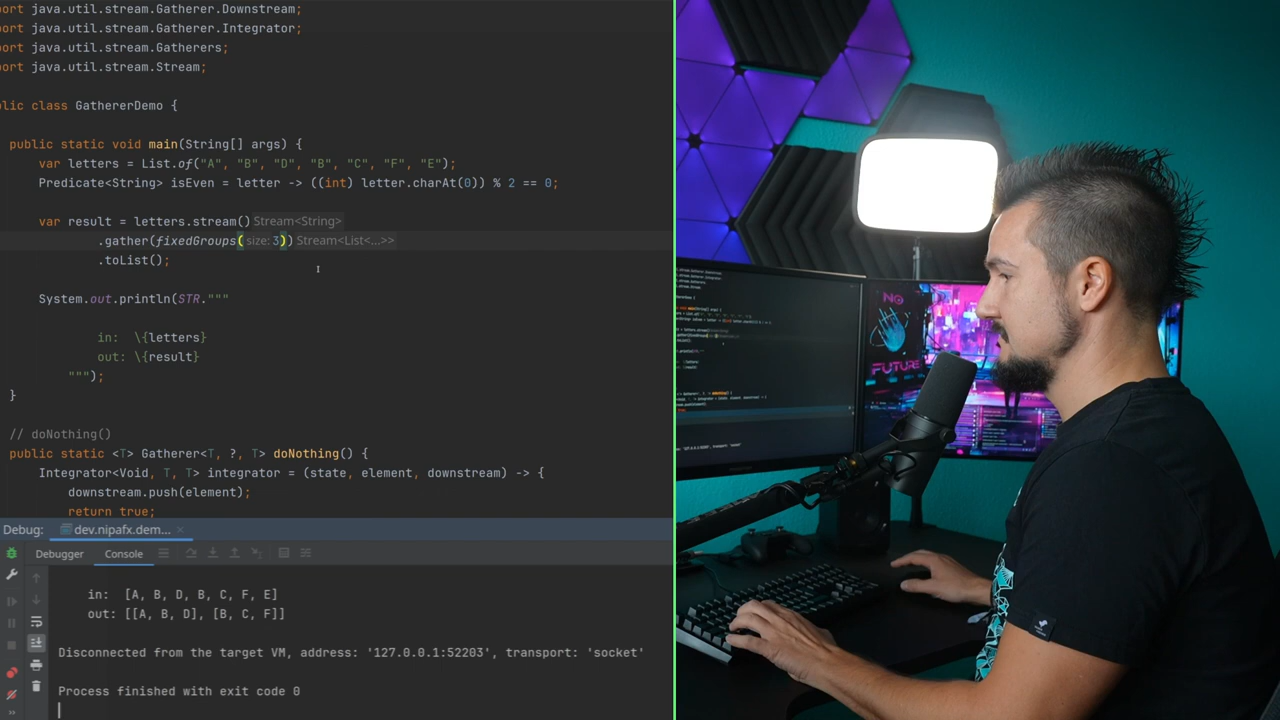 ort java.util.stream.Gatherer.Downstream;
ort java.util.stream.Gatherer.Integrator;
ort java.util.stream.Gatherers;
ort java.util.stream.Stream;
blic class GathererDemo {
public static void main(String[] args) {
var letters = List.of("A", "B", "D", "B", "C", "F", "E");
Predicate<String> isEven = letter -> ((int) letter.charAt(0)) % 2 == 0;
var result = letters.stream() Stream<String>
.gather(fixedGroups( size: 3)) Stream<List<...>>
.toList();
System.out.println(STR."""
in:  \{letters}
out: \{result}
""");
}
// doNothing()
public static <T> Gatherer<T, ?, T> doNothing() {
Integrator<Void, T, T> integrator = (state, element, downstream) -> {
downstream.push(element);
return true;
Debug: dev.nipafx.dem... ×
Debugger Console
in:  [A, B, D, B, C, F, E]
out: [[A, B, D], [B, C, F]]
Disconnected from the target VM, address: '127.0.0.1:52203', transport: 'socket'
Process finished with exit code 0
NO
FUTURE